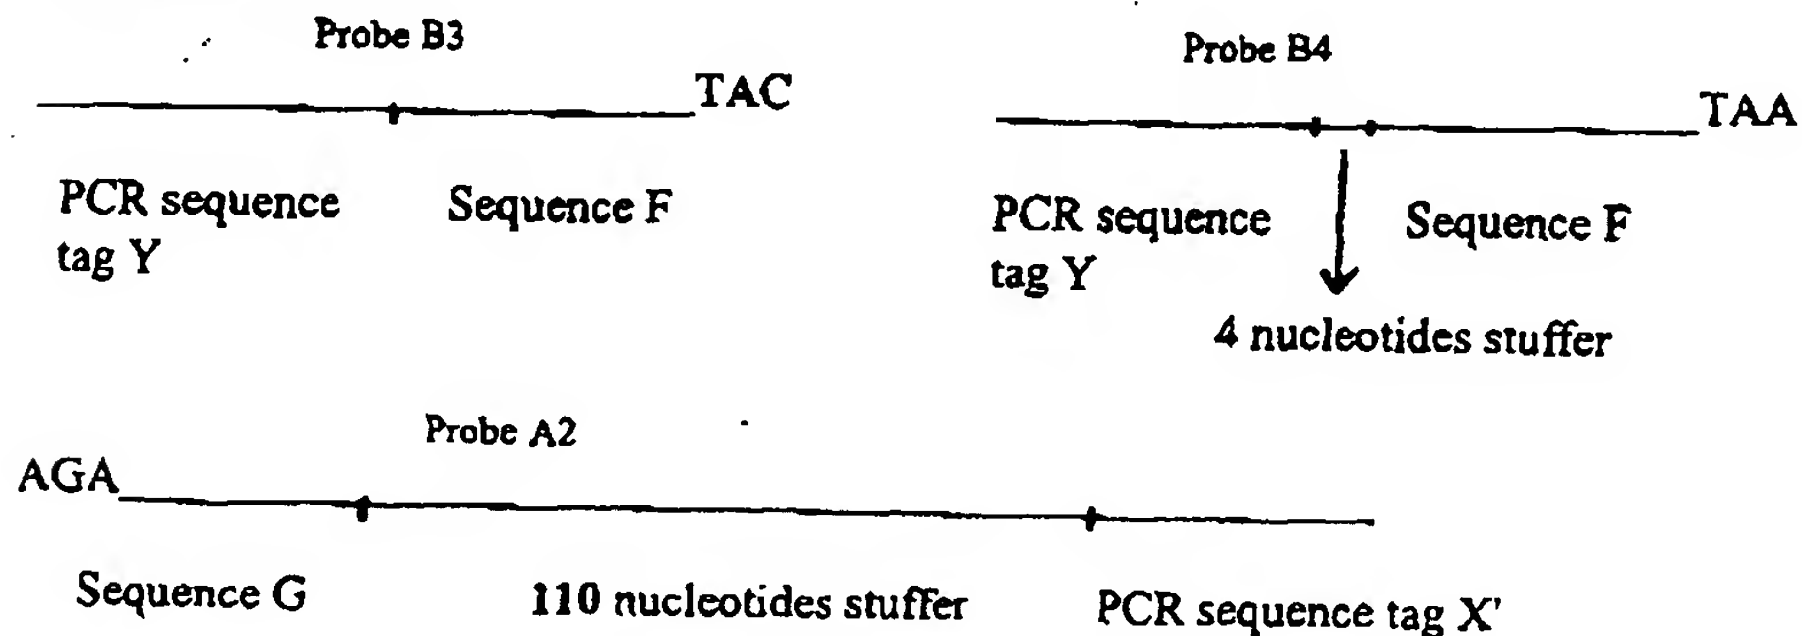 Probe B3
TAC
PCR sequence
tag Y
Sequence F
Probe B4
TAA
PCR sequence
tag Y
Sequence F
4 nucleotides stuffer
Probe A2
AGA
Sequence G
110 nucleotides stuffer
PCR sequence tag X'